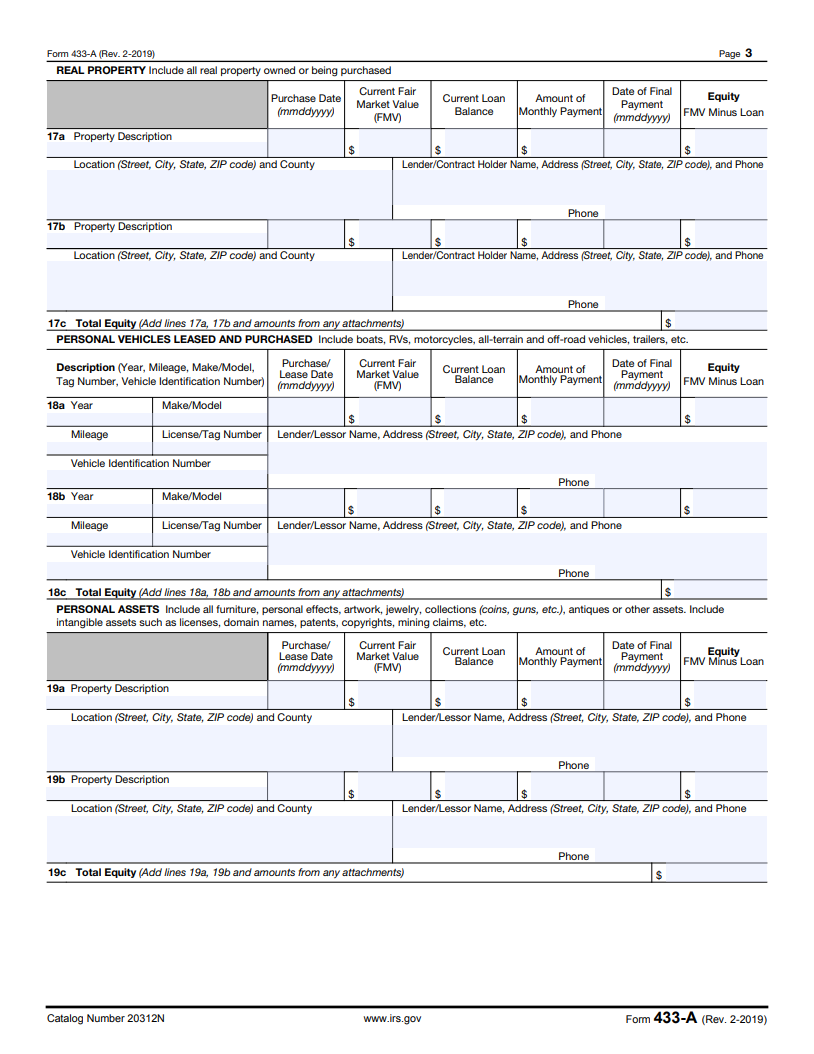 Form 433-A (Rev. 2-2019) Page 3
REAL PROPERTY Include all real property owned or being purchased
Purchase Date (mmddyyyy) Current Fair Market Value (FMV) Current Loan Balance Amount of Monthly Payment Date of Final Payment (mmddyyyy) Equity FMV Minus Loan
17a Property Description $ $ $ $
Location (Street, City, State, ZIP code) and County Lender/Contract Holder Name, Address (Street, City, State, ZIP code), and Phone
Phone
17b Property Description $ $ $ $
Location (Street, City, State, ZIP code) and County Lender/Contract Holder Name, Address (Street, City, State, ZIP code), and Phone
Phone
17c Total Equity (Add lines 17a, 17b and amounts from any attachments) $
PERSONAL VEHICLES LEASED AND PURCHASED Include boats, RVs, motorcycles, all-terrain and off-road vehicles, trailers, etc.
Description (Year, Mileage, Make/Model, Tag Number, Vehicle Identification Number) Purchase/ Lease Date (mmddyyyy) Current Fair Market Value (FMV) Current Loan Balance Amount of Monthly Payment Date of Final Payment (mmddyyyy) Equity FMV Minus Loan
18a Year Make/Model $ $ $ $
Mileage License/Tag Number Lender/Lessor Name, Address (Street, City, State, ZIP code), and Phone
Vehicle Identification Number
Phone
18b Year Make/Model $ $ $ $
Mileage License/Tag Number Lender/Lessor Name, Address (Street, City, State, ZIP code), and Phone
Vehicle Identification Number
Phone
18c Total Equity (Add lines 18a, 18b and amounts from any attachments) $
PERSONAL ASSETS Include all furniture, personal effects, artwork, jewelry, collections (coins, guns, etc.), antiques or other assets. Include
intangible assets such as licenses, domain names, patents, copyrights, mining claims, etc.
Purchase/ Lease Date (mmddyyyy) Current Fair Market Value (FMV) Current Loan Balance Amount of Monthly Payment Date of Final Payment (mmddyyyy) Equity FMV Minus Loan
19a Property Description $ $ $ $
Location (Street, City, State, ZIP code) and County Lender/Lessor Name, Address (Street, City, State, ZIP code), and Phone
Phone
19b Property Description $ $ $ $
Location (Street, City, State, ZIP code) and County Lender/Lessor Name, Address (Street, City, State, ZIP code), and Phone
Phone
19c Total Equity (Add lines 19a, 19b and amounts from any attachments) $
Catalog Number 20312N www.irs.gov Form 433-A (Rev. 2-2019)